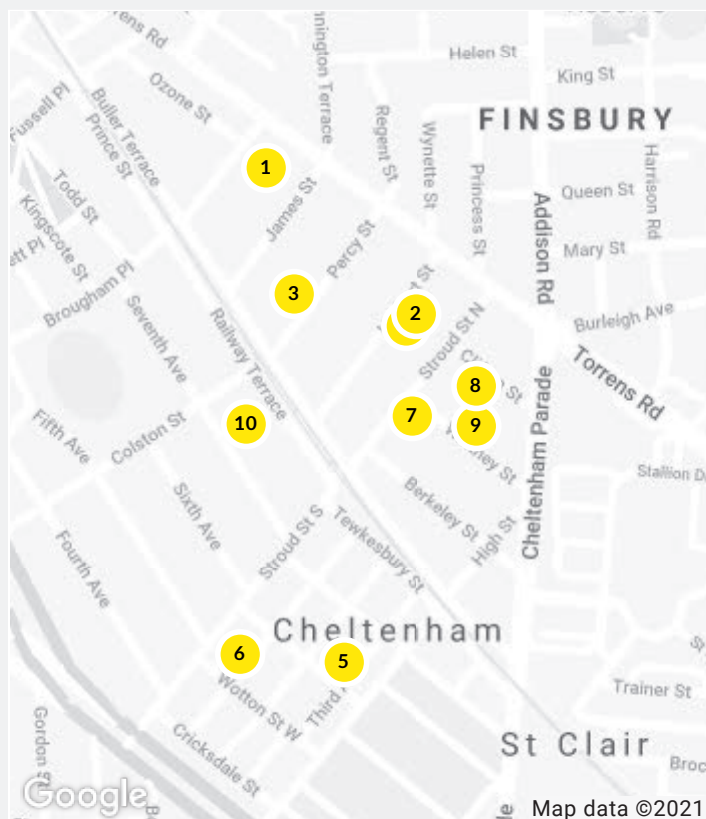 Helen St
King St
Ozone St
FINSBURY
Fussell Pl
Buller Terrace
Prince St
Regent St
Wynette St
Princess St
Harrison Rd
1
Queen St
Todd St
James St
Addison Rd
Kingscote St
Percy St
Mary St
Brougham Pl
3
2
Burleigh Ave
Seventh Ave
Railway Terrace
Stroud St N
Torrens Rd
8
7
9
10
Cheltenham Parade
Colston St
Fifth Ave
Stallion
Berkeley St
Sixth Ave
High St
Stroud St S
Tewkesbury St
Fourth Ave
Cheltenham
6
5
Wotton St W
Third
Trainer St
Gordon St
Cricksdale St
St Clair
Google
Map data ©2021